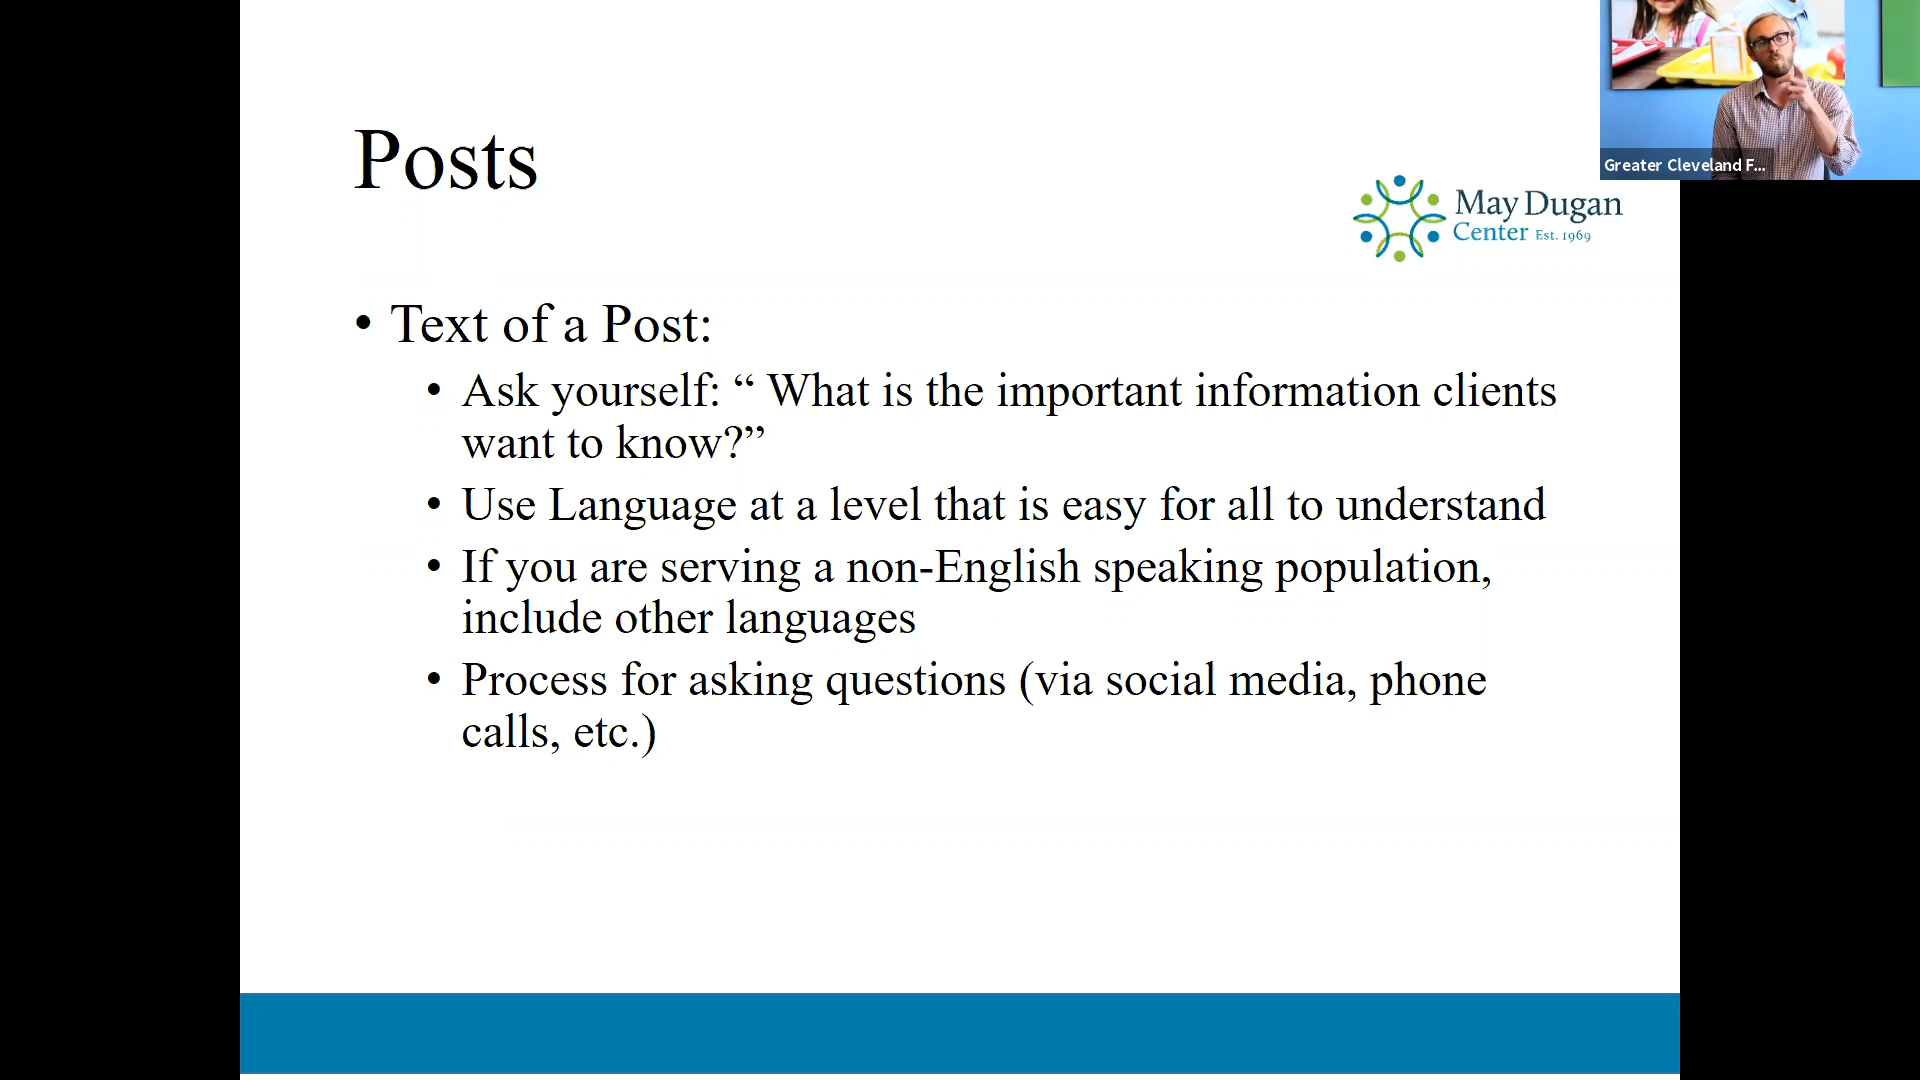 Posts
Greater Cleveland F...
May Dugan
Center Est. 1969
• Text of a Post:
• Ask yourself: “ What is the important information clients
want to know?”
• Use Language at a level that is easy for all to understand
• If you are serving a non-English speaking population,
include other languages
• Process for asking questions (via social media, phone
calls, etc.)